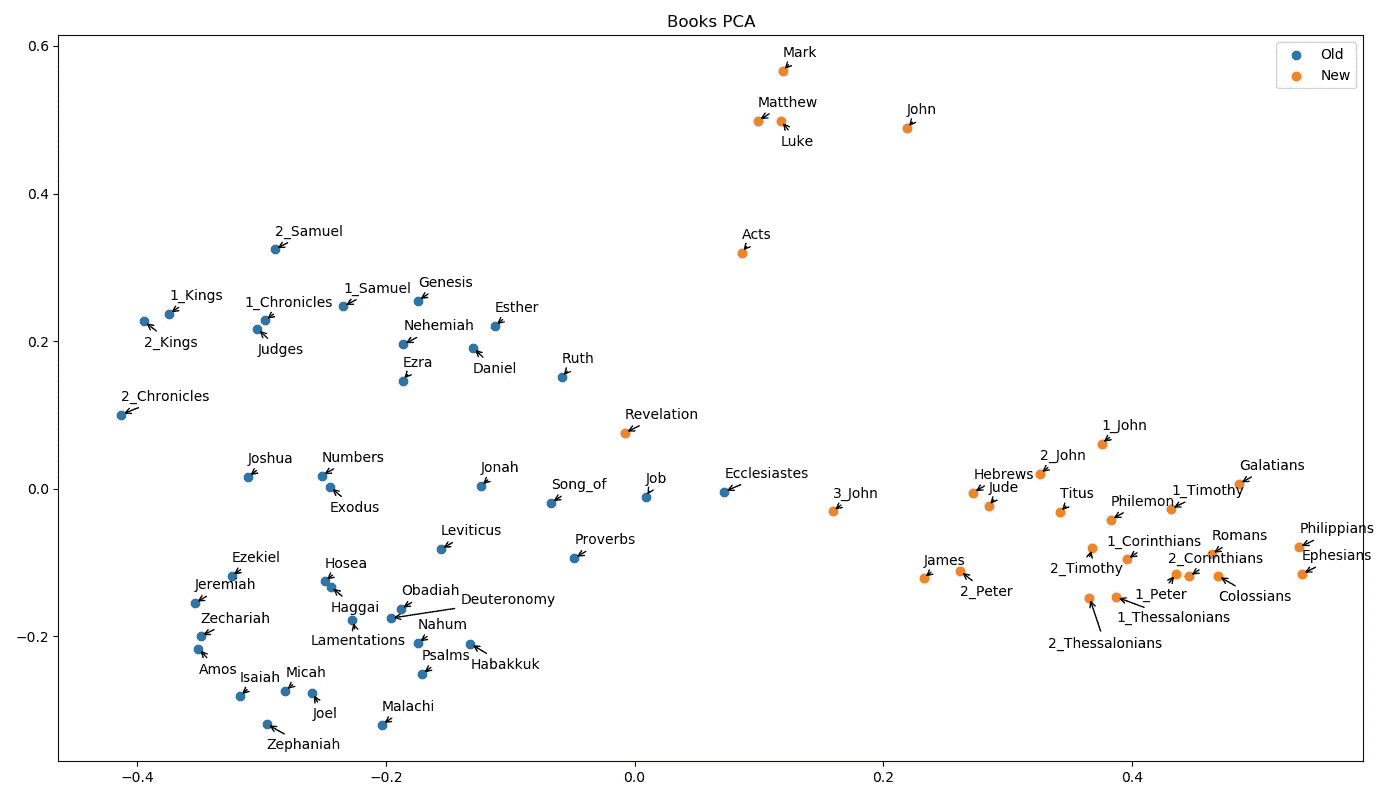 Books PCA
Old
New
0.6
0.4
0.2
0.0
−0.2
−0.4
−0.2
0.0
0.2
0.4
Mark
Matthew
John
Luke
Acts
2_Samuel
Genesis
1_Samuel
1_Kings
1_Chronicles
Esther
Nehemiah
2_Kings
Judges
Ruth
Ezra
Daniel
2_Chronicles
Revelation
1_John
Joshua
Numbers
2_John
Jonah
Galatians
Job
Ecclesiastes
Hebrews
Song_of
3_John
Jude
Titus
1_Timothy
Philemon
Exodus
Leviticus
Philippians
Proverbs
Romans
1_Corinthians
Ezekiel
Hosea
James
2_Corinthians
Ephesians
2_Timothy
Jeremiah
Obadiah
2_Peter
1_Peter
Colossians
Deuteronomy
Haggai
Zechariah
Nahum
1_Thessalonians
Lamentations
2_Thessalonians
Psalms
Habakkuk
Amos
Micah
Isaiah
Malachi
Joel
Zephaniah